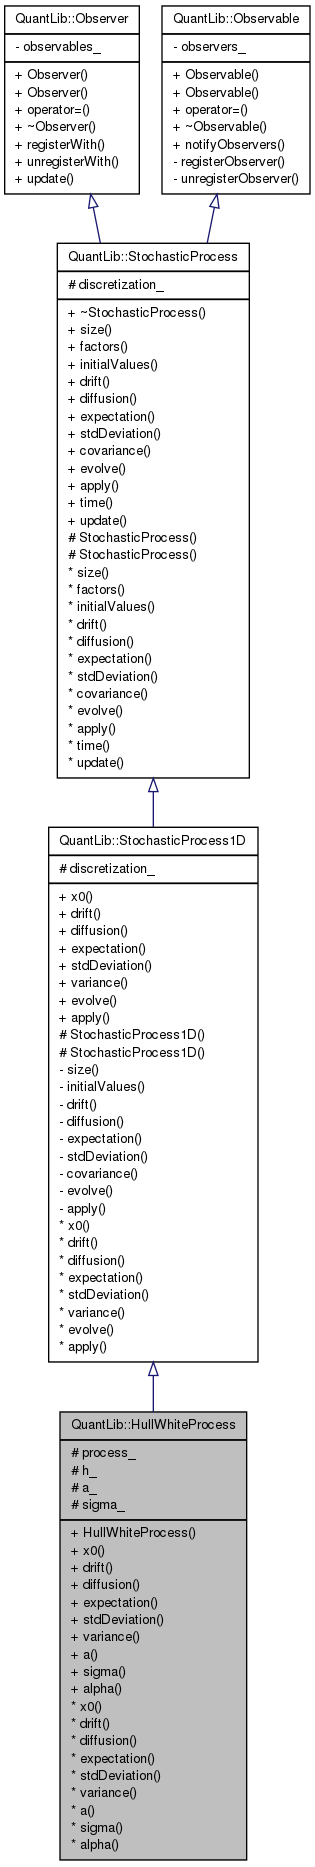 QuantLib::Observer
- observables_
+ Observer()
+ Observer()
+ operator=()
+ ~Observer()
+ registerWith()
+ unregisterWith()
+ update()
QuantLib::Observable
- observers_
+ Observable()
+ Observable()
+ operator=()
+ ~Observable()
+ notifyObservers()
- registerObserver()
- unregisterObserver()
QuantLib::StochasticProcess
# discretization_
+ ~StochasticProcess()
+ size()
+ factors()
+ initialValues()
+ drift()
+ diffusion()
+ expectation()
+ stdDeviation()
+ covariance()
+ evolve()
+ apply()
+ time()
+ update()
# StochasticProcess()
# StochasticProcess()
* size()
* factors()
* initialValues()
* drift()
* diffusion()
* expectation()
* stdDeviation()
* covariance()
* evolve()
* apply()
* time()
* update()
QuantLib::StochasticProcess1D
# discretization_
+ x0()
+ drift()
+ diffusion()
+ expectation()
+ stdDeviation()
+ variance()
+ evolve()
+ apply()
# StochasticProcess1D()
# StochasticProcess1D()
- size()
- initialValues()
- drift()
- diffusion()
- expectation()
- stdDeviation()
- covariance()
- evolve()
- apply()
* x0()
* drift()
* diffusion()
* expectation()
* stdDeviation()
* variance()
* evolve()
* apply()
QuantLib::HullWhiteProcess
# process_
# h_
# a_
# sigma_
+ HullWhiteProcess()
+ x0()
+ drift()
+ diffusion()
+ expectation()
+ stdDeviation()
+ variance()
+ a()
+ sigma()
+ alpha()
* x0()
* drift()
* diffusion()
* expectation()
* stdDeviation()
* variance()
* a()
* sigma()
* alpha()